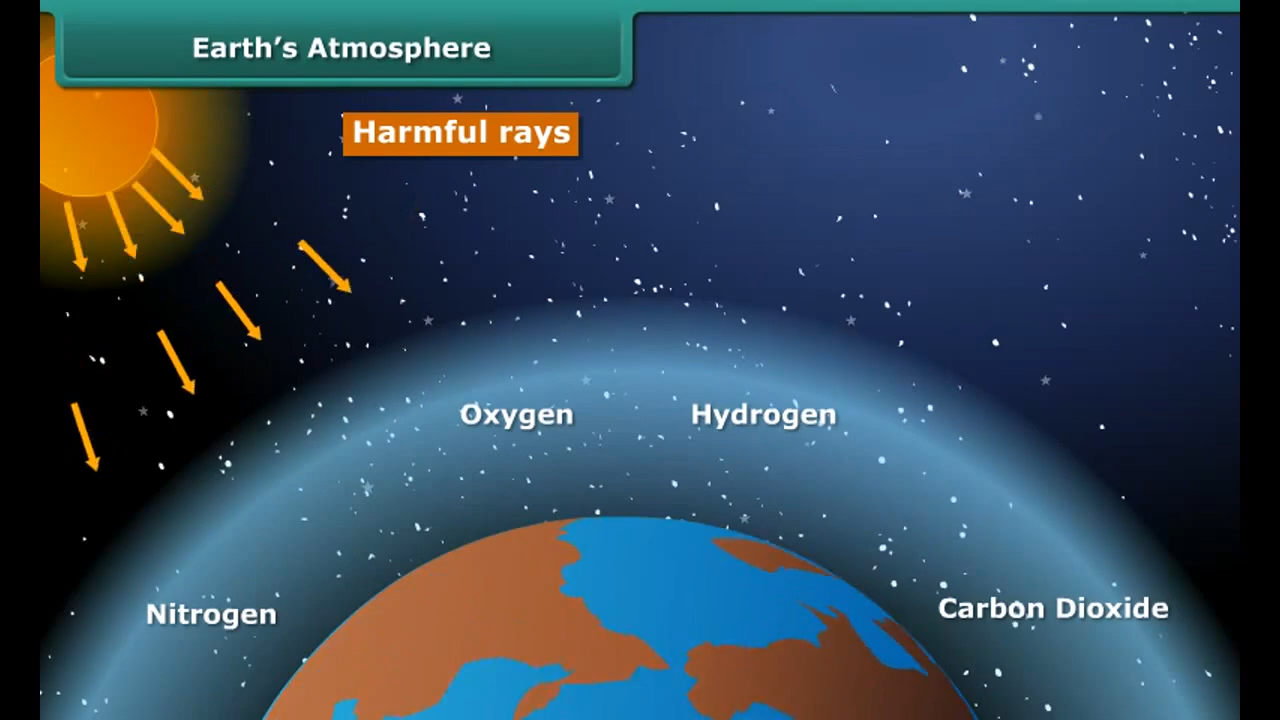 Earth’s Atmosphere
Harmful rays
Oxygen
Hydrogen
Nitrogen
Carbon Dioxide